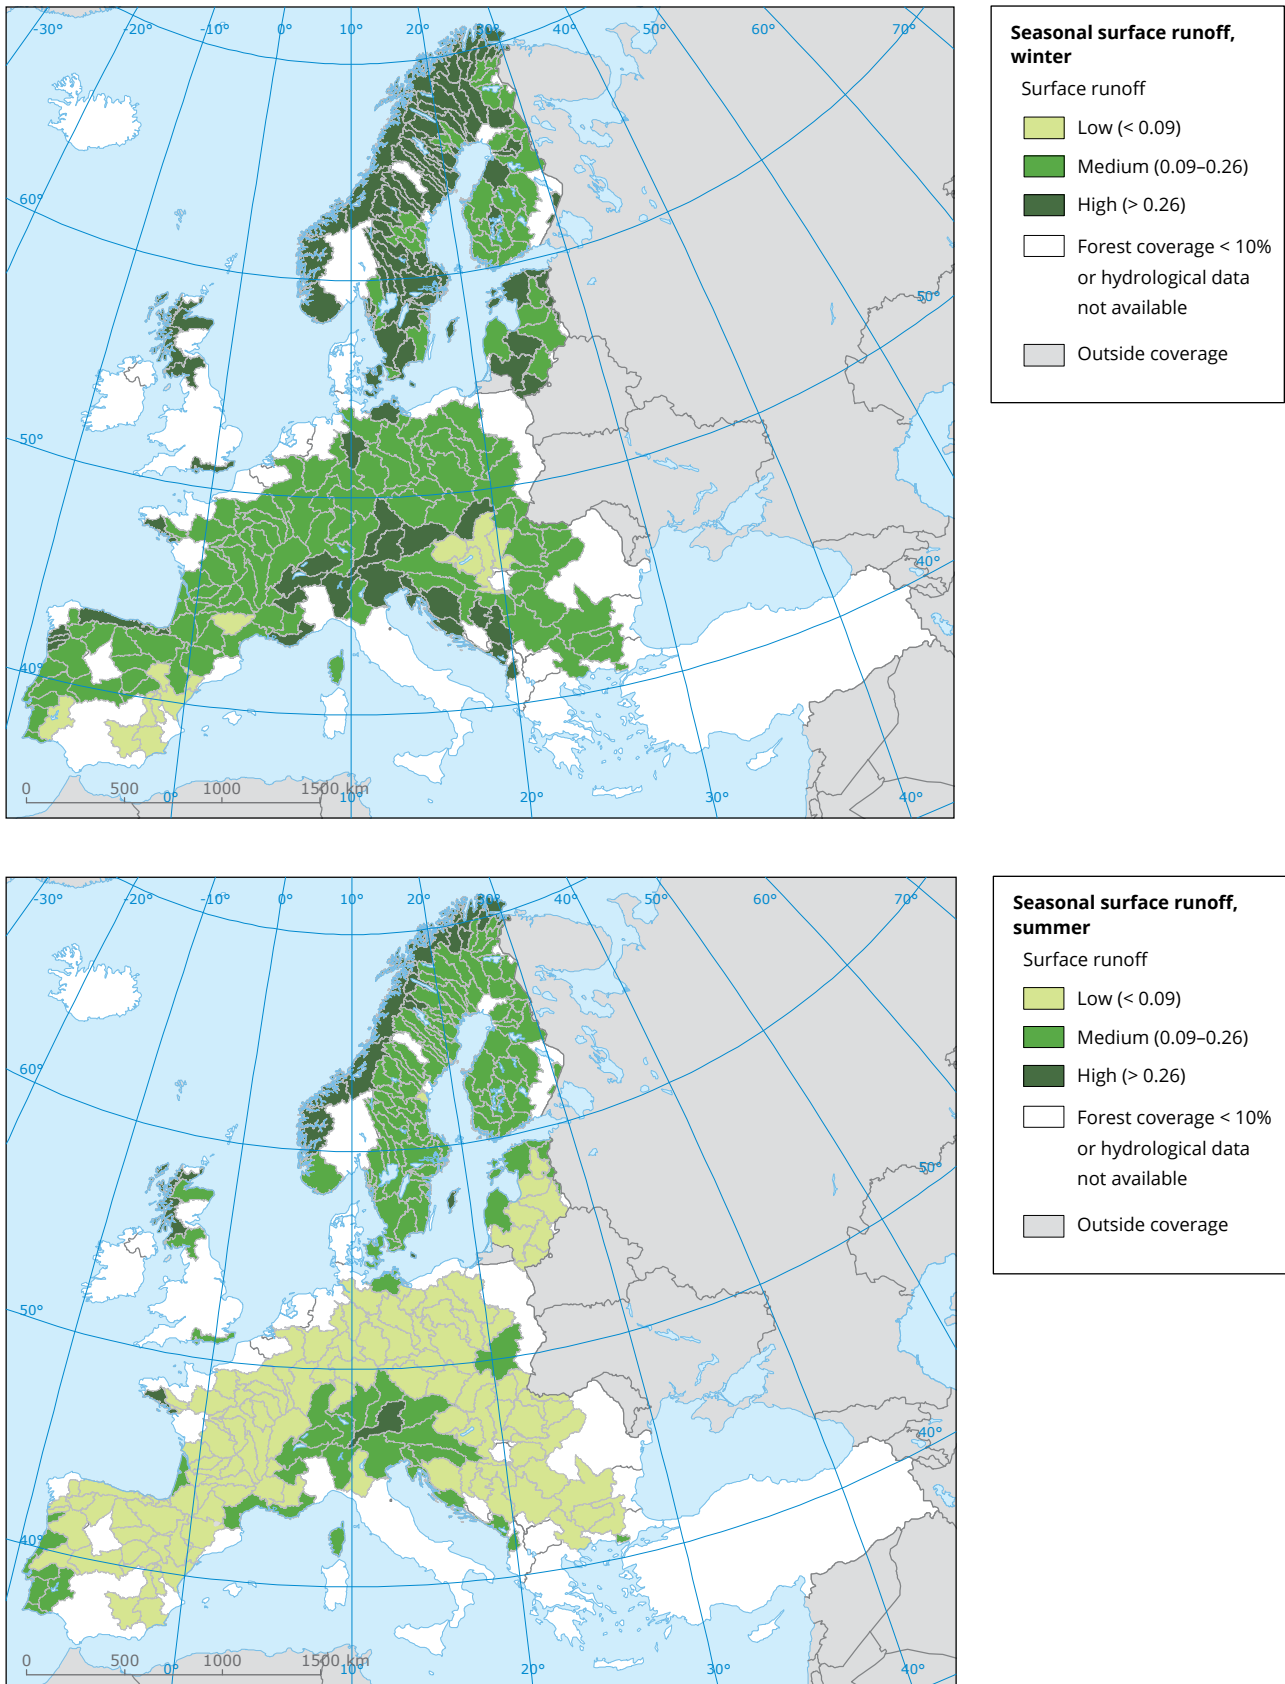 -30°
-20°
-10°
0°
10°
20°
30°
50°
60°
70°
60°
50°
50°
40°
40°
0
500
0°
1000
1500 km
10°
20°
30°
40°
Seasonal surface runoff,
winter
Surface runoff
Low (< 0.09)
Medium (0.09–0.26)
High (> 0.26)
Forest coverage < 10%
or hydrological data
not available
Outside coverage
-30°
-20°
-10°
0°
10°
20°
30°
50°
60°
70°
60°
50°
50°
40°
40°
0
500
0°
1000
1500 km
10°
20°
30°
40°
Seasonal surface runoff,
summer
Surface runoff
Low (< 0.09)
Medium (0.09–0.26)
High (> 0.26)
Forest coverage < 10%
or hydrological data
not available
Outside coverage